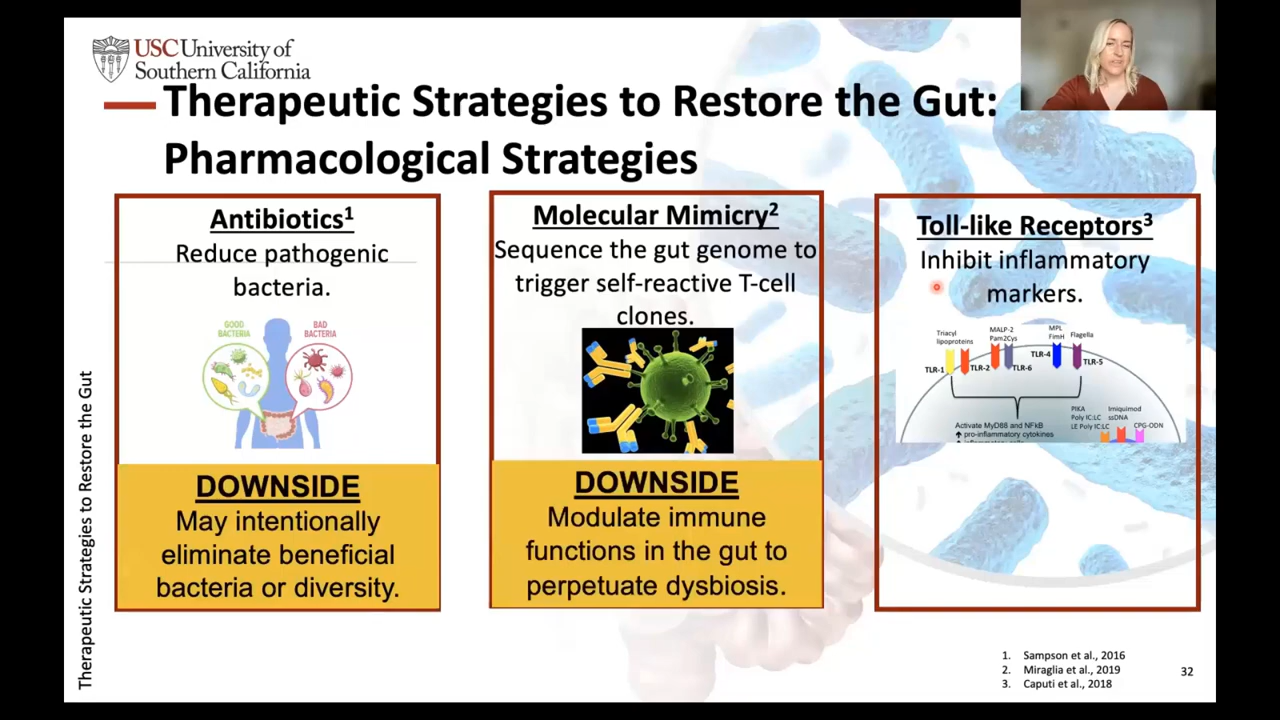 USC University of
Southern California
Therapeutic Strategies to Restore the Gut:
Pharmacological Strategies
Antibiotics1
Reduce pathogenic
bacteria.
GOOD
BACTERIA
BAD
BACTERIA
DOWNSIDE
May intentionally
eliminate beneficial
bacteria or diversity.
Molecular Mimicry2
Sequence the gut genome to
trigger self-reactive T-cell
clones.
DOWNSIDE
Modulate immune
functions in the gut to
perpetuate dysbiosis.
Toll-like Receptors3
Inhibit inflammatory
markers.
Triacyl
lipoproteins
MALP-2
Pam2Cys
MPL
FimH
Flagella
TLR-1
TLR-2
TLR-6
TLR-4
TLR-5
Activate MyD88 and NFkB
↑ pro-inflammatory cytokines
PIKA
Poly IC:LC
LE Poly IC:LC
Imiquimod
ssDNA
CPG-ODN
Therapeutic Strategies to Restore the Gut
1. Sampson et al., 2016
2. Miraglia et al., 2019
3. Caputi et al., 2018
32